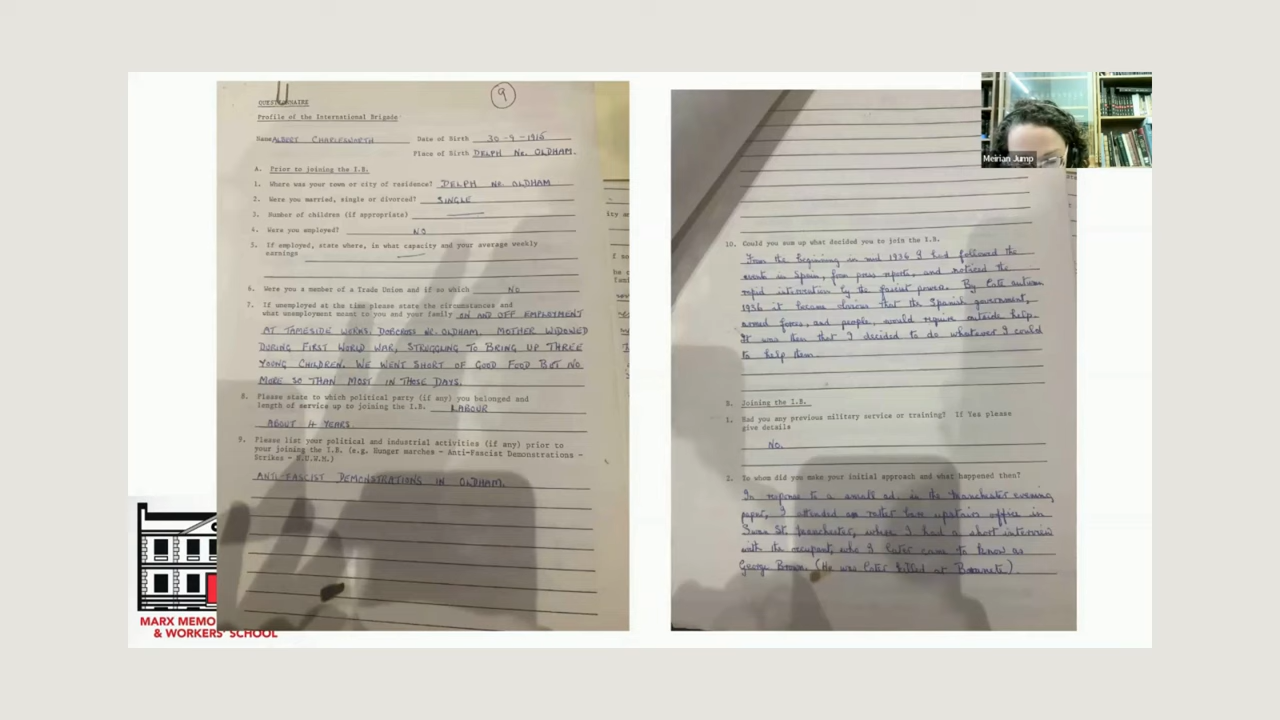 9
QUESTIONNAIRE
Profile of the International Brigade
Name ALBERT CHARLESWORTH
Date of Birth 30-9-1915
Place of Birth DELPH NR. OLDHAM.
A. Prior to joining the I.B.
1. Where was your town or city of residence? DELPH NR. OLDHAM
2. Were you married, single or divorced? SINGLE
3. Number of children (if appropriate)
4. Were you employed? NO
5. If employed, state where, in what capacity and your average weekly
earnings
6. Were you a member of a Trade Union and if so which NO
7. If unemployed at the time please state the circumstances and
what unemployment meant to you and your family ON AND OFF EMPLOYMENT
AT TAMESIDE WERKS. DOBCROSS NR. OLDHAM. MOTHER WIDOWED
DURING FIRST WORLD WAR, STRUGGLING TO BRING UP THREE
YOUNG CHILDREN. WE WENT SHORT OF GOOD FOOD BUT NO
MORE SO THAN MOST IN THOSE DAYS.
8. Please state to which political party (if any) you belonged and
length of service up to joining the I.B. LABOUR
ABOUT 4 YEARS.
9. Please list your political and industrial activities (if any) prior to
your joining the I.B. (e.g. Hunger marches - Anti-Fascist Demonstrations -
Strikes - N.U.W.M.)
ANTI-FASCIST DEMONSTRATIONS IN OLDHAM.
10. Could you sum up what decided you to join the I.B.
From the beginning in mid 1936 I had followed the
events in Spain, from press reports, and noticed the
rapid intervention by the fascist powers. By late autumn
1936 it became obvious that the Spanish government,
armed forces, and people, would require outside help.
It was then that I decided to do whatever I could
to help them.
B. Joining the I.B.
1. Had you any previous military service or training? If Yes please
give details
No.
2. To whom did you make your initial approach and what happened then?
In response to a small ad. in the Manchester evening
paper, I attended a rather bare upstairs office in
Swan St, Manchester, where I had a short interview
with the occupant, who I later came to know as
George Brown. (He was later killed at Brunete).
Meirian Jump
MARX MEMO
& WORKERS' SCHOOL